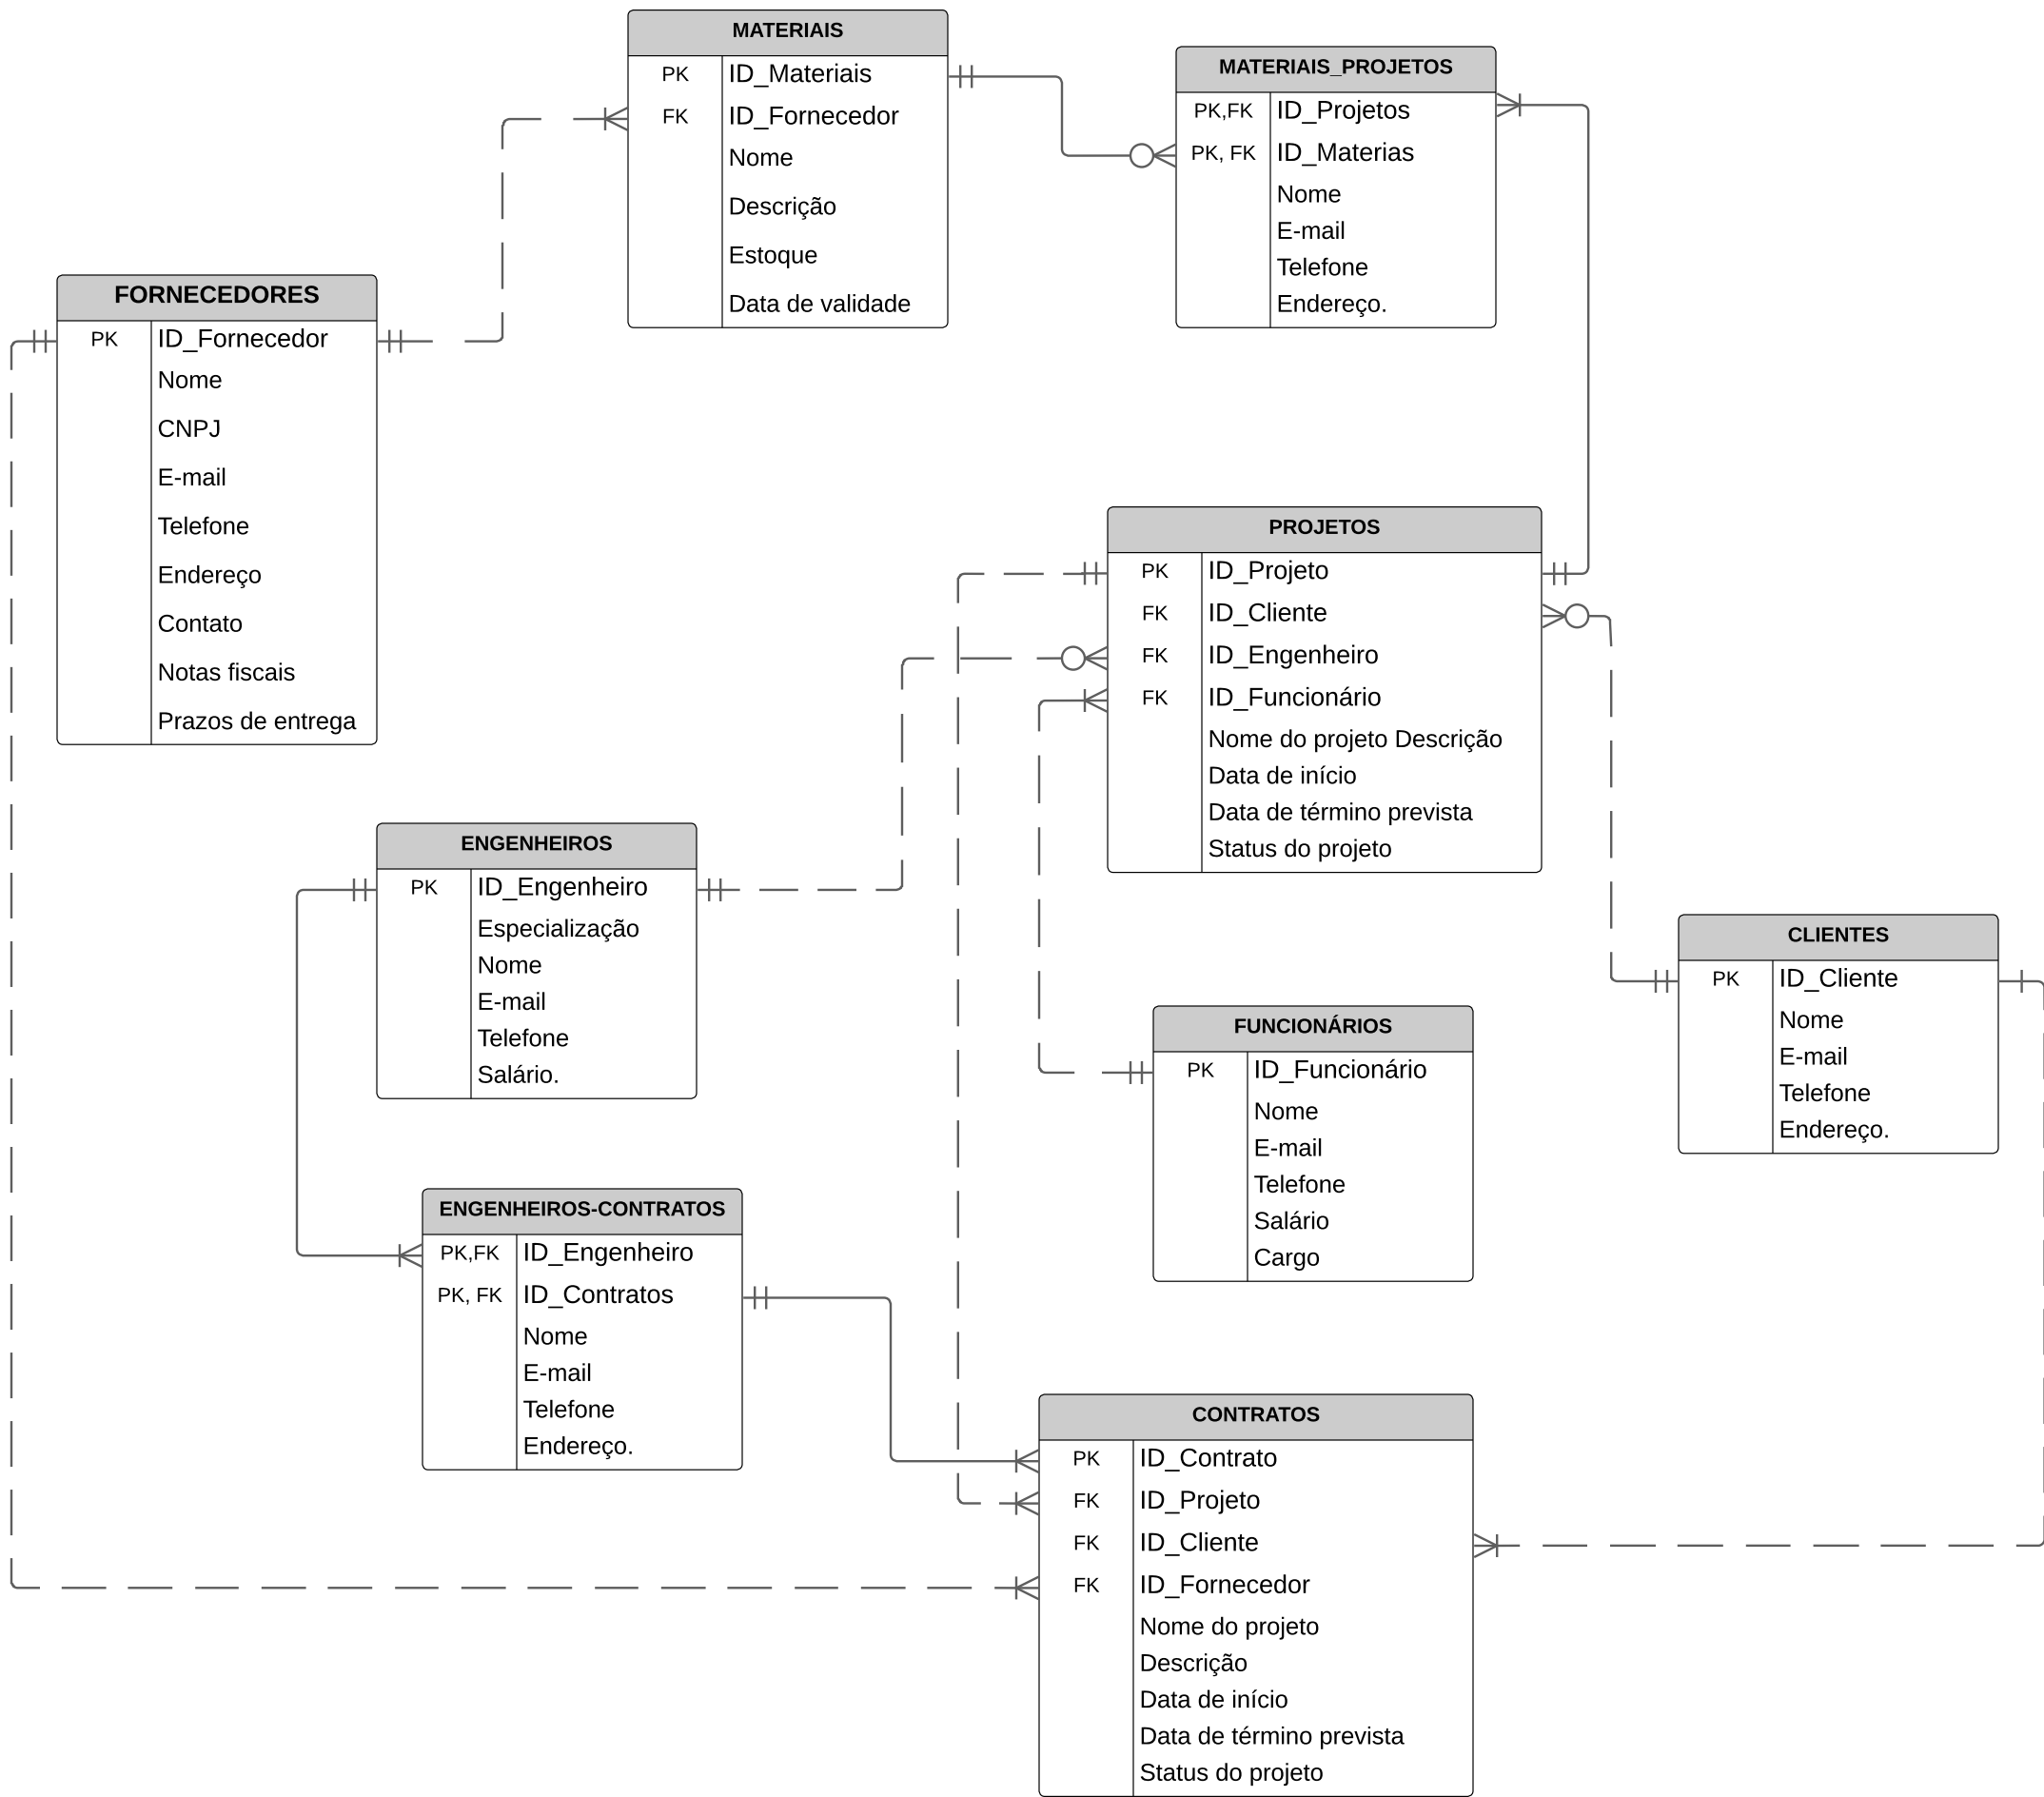 MATERIAIS
PK ID_Materiais
FK ID_Fornecedor
Nome
Descrição
Estoque
Data de validade
MATERIAIS_PROJETOS
PK,FK ID_Projetos
PK, FK ID_Materias
Nome
E-mail
Telefone
Endereço.
FORNECEDORES
PK ID_Fornecedor
Nome
CNPJ
E-mail
Telefone
Endereço
Contato
Notas fiscais
Prazos de entrega
PROJETOS
PK ID_Projeto
FK ID_Cliente
FK ID_Engenheiro
FK ID_Funcionário
Nome do projeto Descrição
Data de início
Data de término prevista
Status do projeto
ENGENHEIROS
PK ID_Engenheiro
Especialização
Nome
E-mail
Telefone
Salário.
CLIENTES
PK ID_Cliente
Nome
E-mail
Telefone
Endereço.
FUNCIONÁRIOS
PK ID_Funcionário
Nome
E-mail
Telefone
Salário
Cargo
ENGENHEIROS-CONTRATOS
PK,FK ID_Engenheiro
PK, FK ID_Contratos
Nome
E-mail
Telefone
Endereço.
CONTRATOS
PK ID_Contrato
FK ID_Projeto
FK ID_Cliente
FK ID_Fornecedor
Nome do projeto
Descrição
Data de início
Data de término prevista
Status do projeto